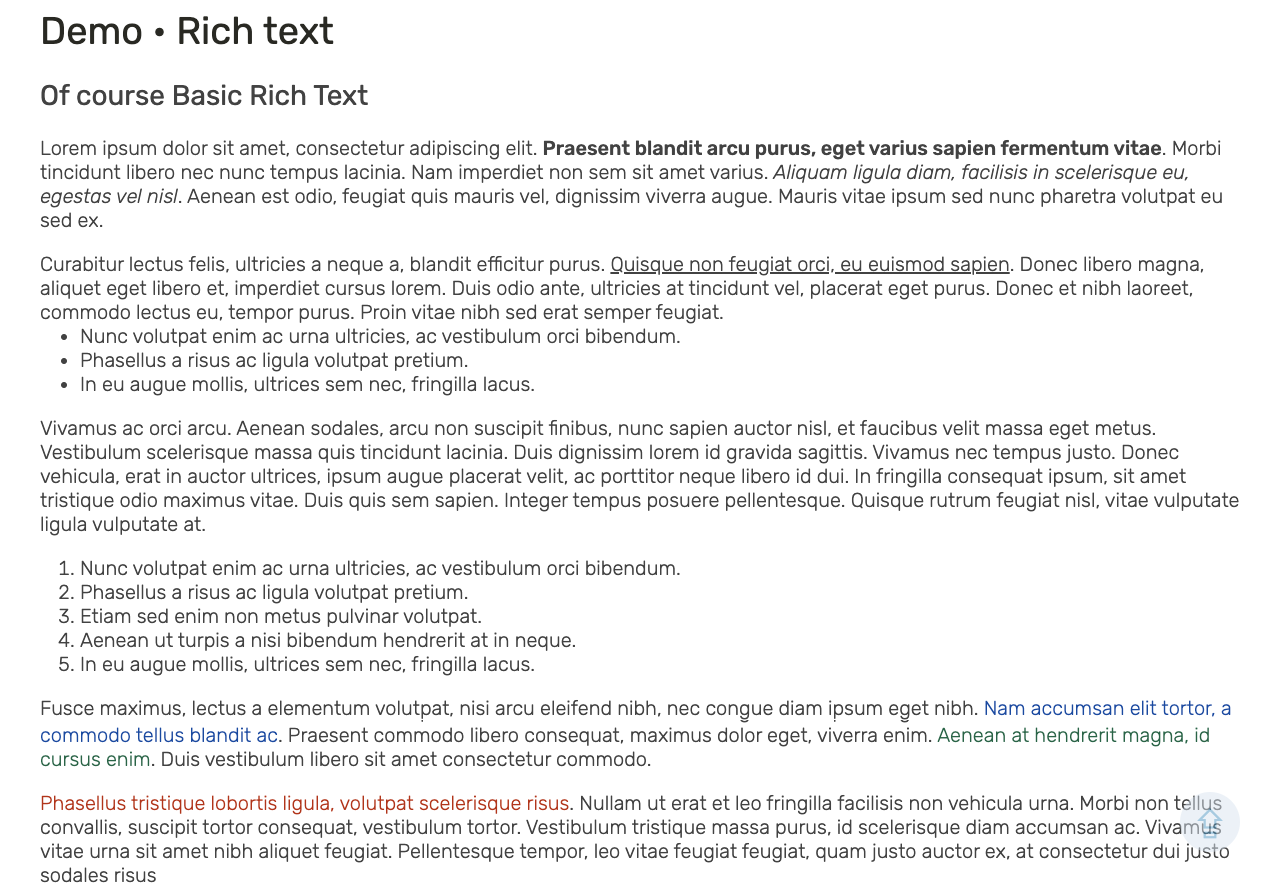 Demo • Rich text
Of course Basic Rich Text
Lorem ipsum dolor sit amet, consectetur adipiscing elit. Praesent blandit arcu purus, eget varius sapien fermentum vitae. Morbi
tincidunt libero nec nunc tempus lacinia. Nam imperdiet non sem sit amet varius. Aliquam ligula diam, facilisis in scelerisque eu,
egestas vel nisl. Aenean est odio, feugiat quis mauris vel, dignissim viverra augue. Mauris vitae ipsum sed nunc pharetra volutpat eu
sed ex.
Curabitur lectus felis, ultricies a neque a, blandit efficitur purus. Quisque non feugiat orci, eu euismod sapien. Donec libero magna,
aliquet eget libero et, imperdiet cursus lorem. Duis odio ante, ultricies at tincidunt vel, placerat eget purus. Donec et nibh laoreet,
commodo lectus eu, tempor purus. Proin vitae nibh sed erat semper feugiat.
• Nunc volutpat enim ac urna ultricies, ac vestibulum orci bibendum.
• Phasellus a risus ac ligula volutpat pretium.
• In eu augue mollis, ultrices sem nec, fringilla lacus.
Vivamus ac orci arcu. Aenean sodales, arcu non suscipit finibus, nunc sapien auctor nisl, et faucibus velit massa eget metus.
Vestibulum scelerisque massa quis tincidunt lacinia. Duis dignissim lorem id gravida sagittis. Vivamus nec tempus justo. Donec
vehicula, erat in auctor ultrices, ipsum augue placerat velit, ac porttitor neque libero id dui. In fringilla consequat ipsum, sit amet
tristique odio maximus vitae. Duis quis sem sapien. Integer tempus posuere pellentesque. Quisque rutrum feugiat nisl, vitae vulputate
ligula vulputate at.
1. Nunc volutpat enim ac urna ultricies, ac vestibulum orci bibendum.
2. Phasellus a risus ac ligula volutpat pretium.
3. Etiam sed enim non metus pulvinar volutpat.
4. Aenean ut turpis a nisi bibendum hendrerit at in neque.
5. In eu augue mollis, ultrices sem nec, fringilla lacus.
Fusce maximus, lectus a elementum volutpat, nisi arcu eleifend nibh, nec congue diam ipsum eget nibh. Nam accumsan elit tortor, a
commodo tellus blandit ac. Praesent commodo libero consequat, maximus dolor eget, viverra enim. Aenean at hendrerit magna, id
cursus enim. Duis vestibulum libero sit amet consectetur commodo.
Phasellus tristique lobortis ligula, volutpat scelerisque risus. Nullam ut erat et leo fringilla facilisis non vehicula urna. Morbi non tellus
convallis, suscipit tortor consequat, vestibulum tortor. Vestibulum tristique massa purus, id scelerisque diam accumsan ac. Vivamus
vitae urna sit amet nibh aliquet feugiat. Pellentesque tempor, leo vitae feugiat feugiat, quam justo auctor ex, at consectetur dui justo
sodales risus